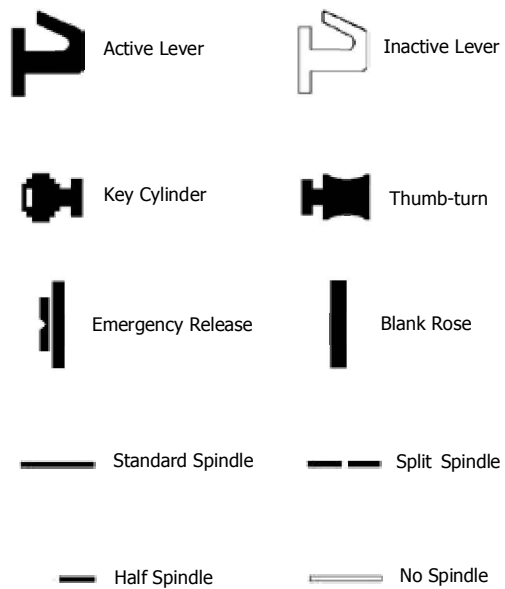 Active Lever
Inactive Lever
Key Cylinder
Thumb-turn
Emergency Release
Blank Rose
Standard Spindle
Split Spindle
Half Spindle
No Spindle